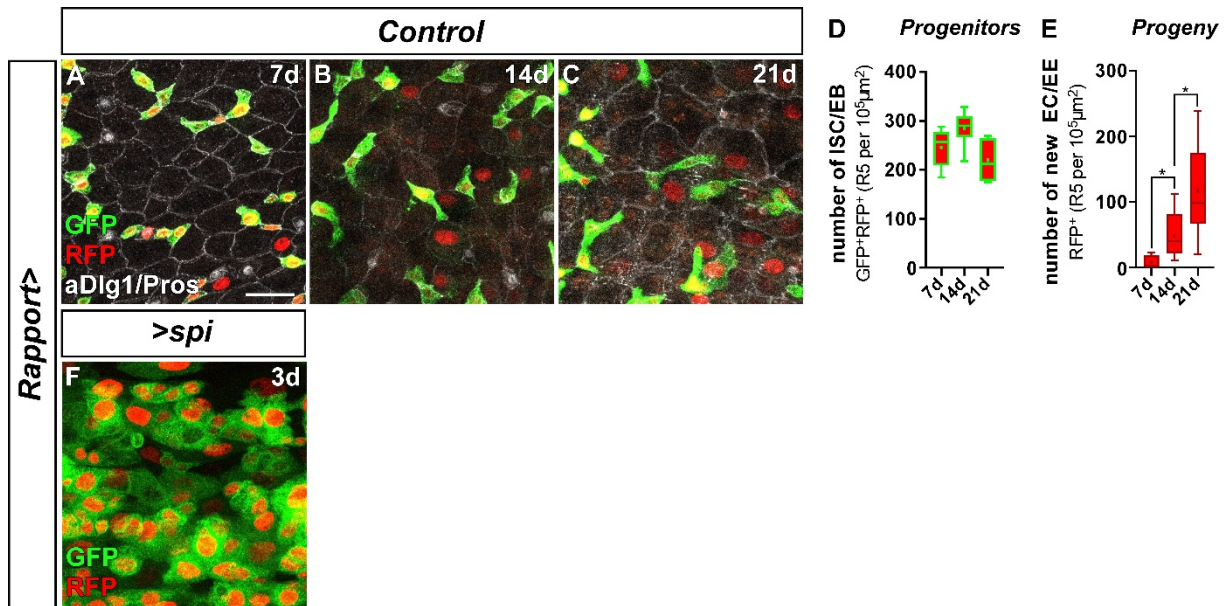 Control
Rapport>
A
7d
GFP
RFP
aDlg1/Pros
B
14d
C
21d
>spi
F
3d
GFP
RFP
D
Progenitors
number of ISC/EB
GFP⁺RFP⁺ (R5 per 10⁵µm²)
400
300
200
100
0
7d
14d
21d
E
Progeny
number of new EC/EE
RFP⁺ (R5 per 10⁵µm²)
300
200
100
0
*
*
*
7d
14d
21d